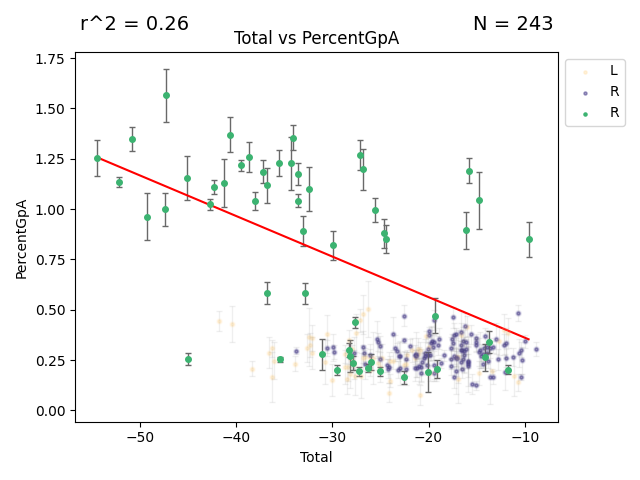 r^2 = 0.26
N = 243
Total vs PercentGpA
1.75
1.50
1.25
1.00
0.75
0.50
0.25
0.00
PercentGpA
−50
−40
−30
−20
−10
Total
L
R
R